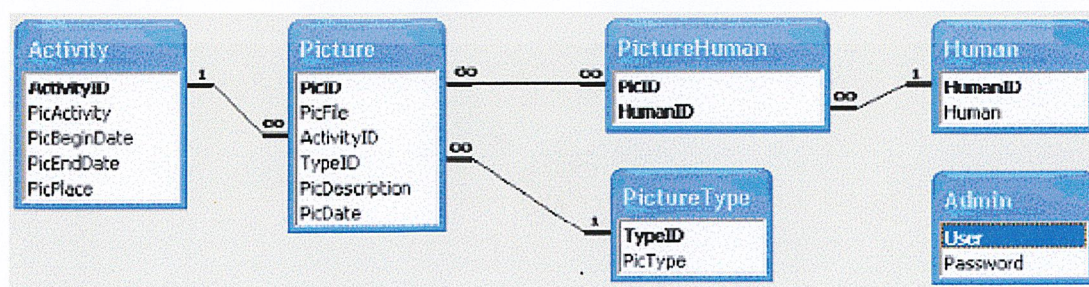 Activity
ActivityID
PicActivity
PicBeginDate
PicEndDate
PicPlace
1
∞
Picture
PicID
PicFile
ActivityID
TypeID
PicDescription
PicDate
∞
∞
∞
1
PictureHuman
PicID
HumanID
∞
1
Human
HumanID
Human
PictureType
TypeID
PicType
Admin
User
Password